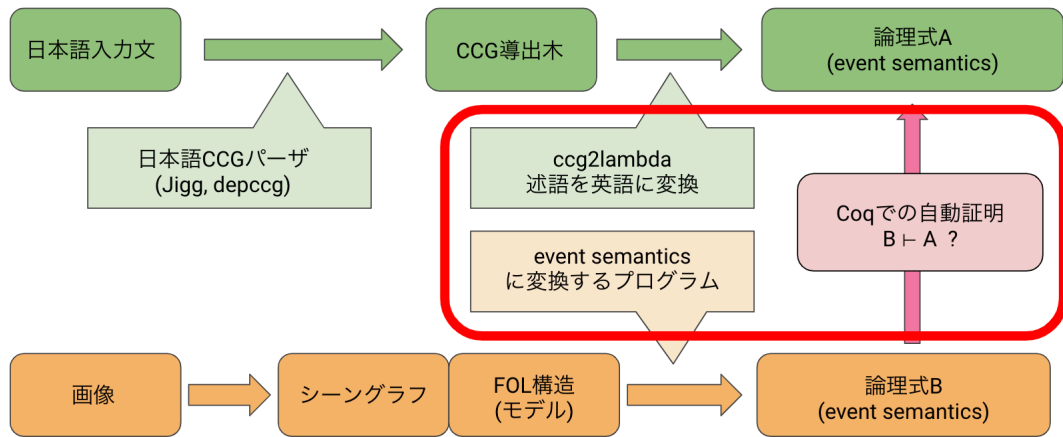 日本語入力文
CCG導出木
論理式A
(event semantics)
日本語CCGパーザ
(Jigg, depccg)
ccg2lambda
述語を英語に変換
Coqでの自動証明
B ⊢ A ?
event semantics
に変換するプログラム
画像
シーングラフ
FOL構造
(モデル)
論理式B
(event semantics)